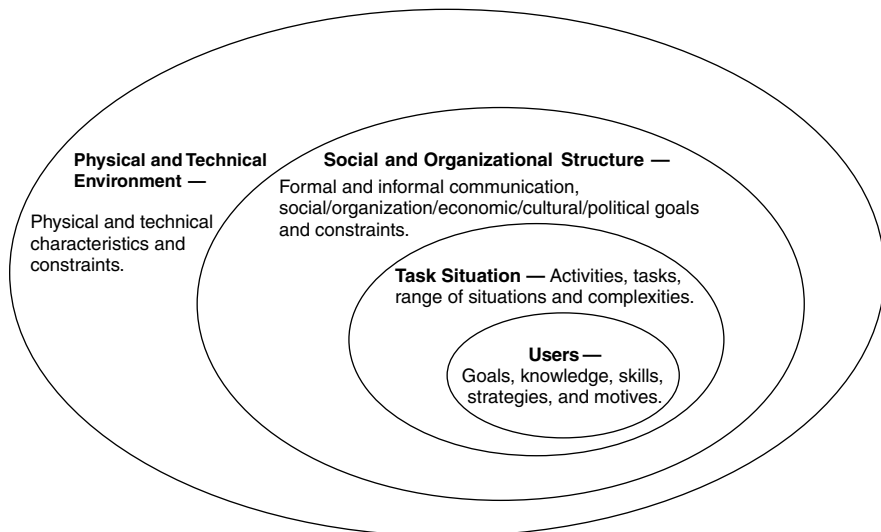 Physical and Technical
Environment —
Physical and technical
characteristics and
constraints.
Social and Organizational Structure —
Formal and informal communication,
social/organization/economic/cultural/political goals
and constraints.
Task Situation — Activities, tasks,
range of situations and complexities.
Users —
Goals, knowledge, skills,
strategies, and motives.